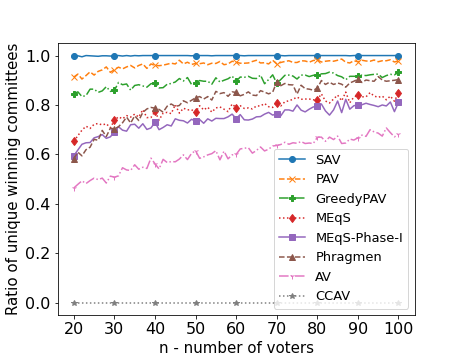 Ratio of unique winning committees
1.0
0.8
0.6
0.4
0.2
0.0
SAV
PAV
GreedyPAV
MEqS
MEqS-Phase-I
Phragmen
AV
CCAV
20 30 40 50 60 70 80 90 100
n - number of voters